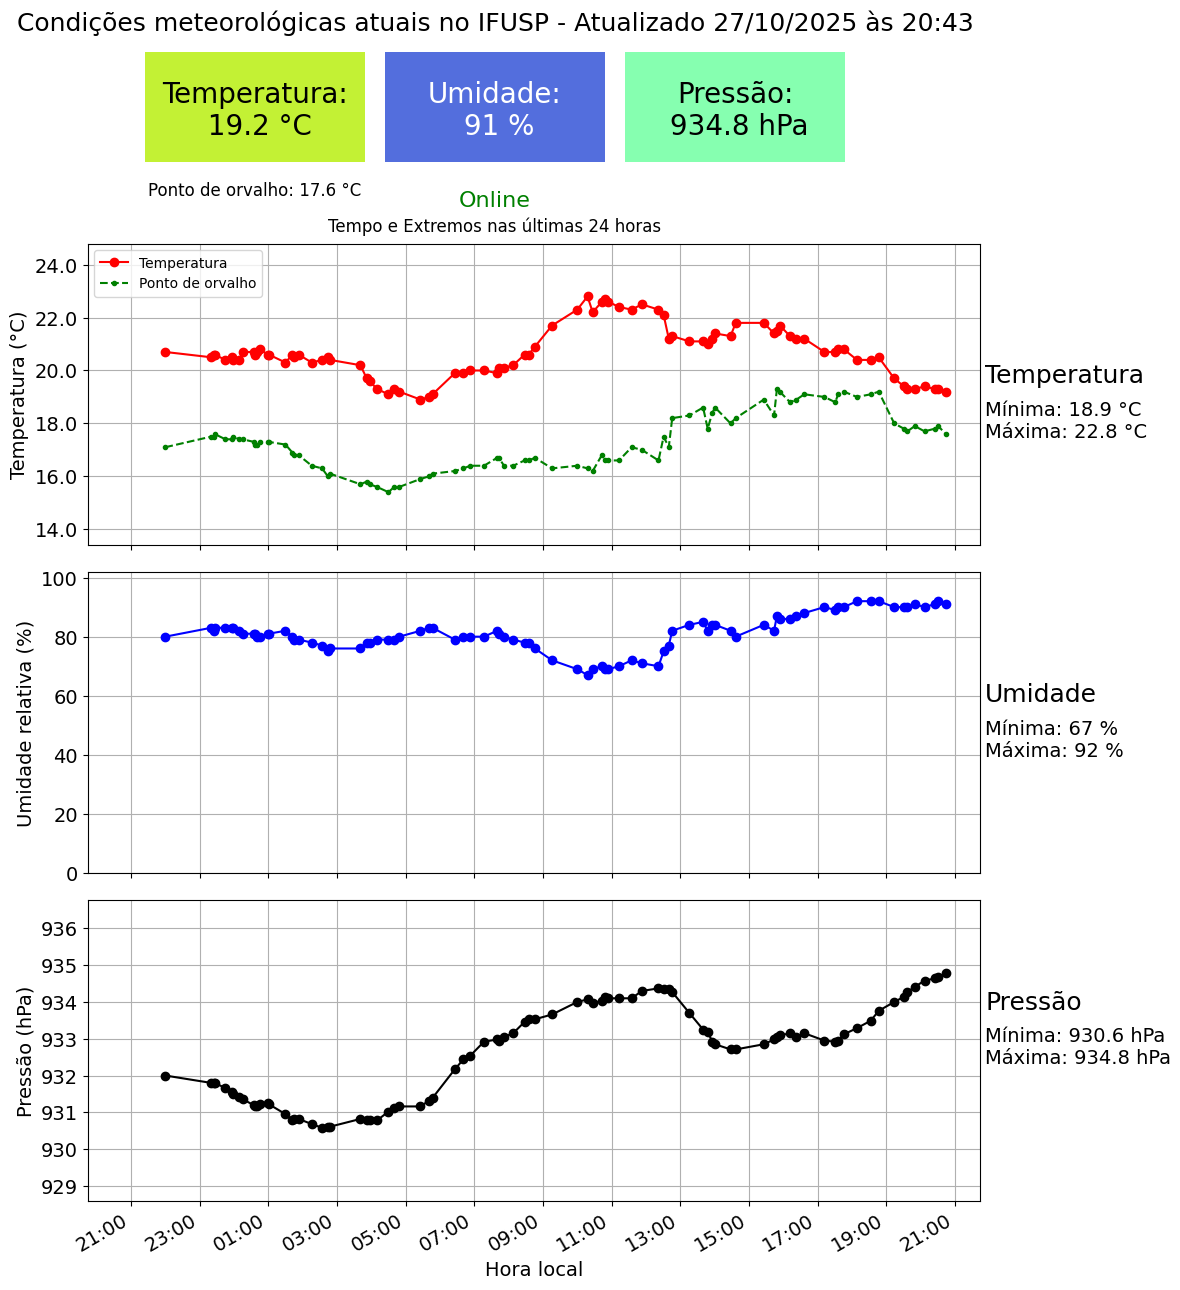 Condições meteorológicas atuais no IFUSP - Atualizado 27/10/2025 às 20:43
Temperatura:
19.2 °C
Umidade:
91 %
Pressão:
934.8 hPa
Ponto de orvalho: 17.6 °C
Online
Tempo e Extremos nas últimas 24 horas
Temperatura
Ponto de orvalho
24.0
22.0
20.0
18.0
16.0
14.0
Temperatura (°C)
Temperatura
Mínima: 18.9 °C
Máxima: 22.8 °C
100
80
60
40
20
0
Umidade relativa (%)
Umidade
Mínima: 67 %
Máxima: 92 %
936
935
934
933
932
931
930
929
Pressão (hPa)
Pressão
Mínima: 930.6 hPa
Máxima: 934.8 hPa
21:00
23:00
01:00
03:00
05:00
07:00
09:00
11:00
13:00
15:00
17:00
19:00
21:00
Hora local